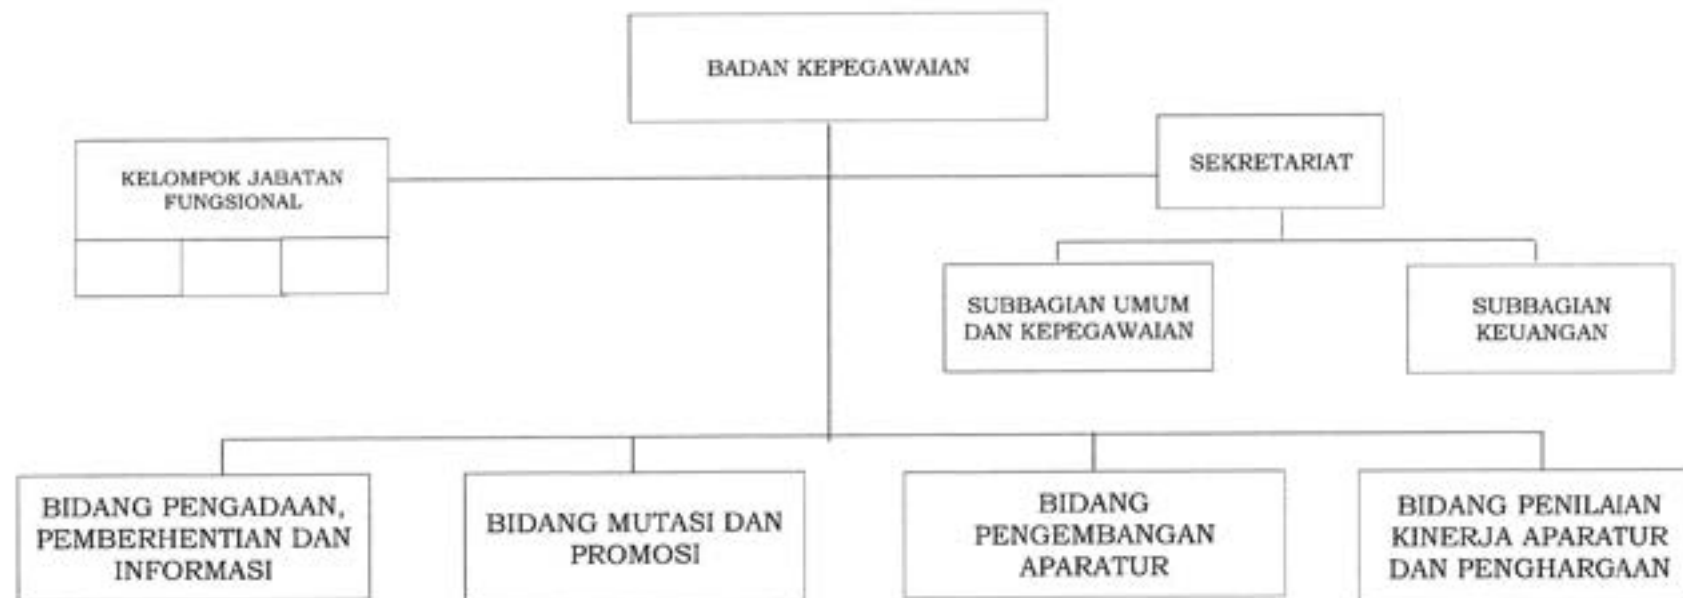 BADAN KEPEGAWAIAN
KELOMPOK JABATAN
FUNGSIONAL
SEKRETARIAT
SUBBAGIAN UMUM
DAN KEPEGAWAIAN
SUBBAGIAN
KEUANGAN
BIDANG PENGADAAN,
PEMBERHENTIAN DAN
INFORMASI
BIDANG MUTASI DAN
PROMOSI
BIDANG
PENGEMBANGAN
APARATUR
BIDANG PENILAIAN
KINERJA APARATUR
DAN PENGHARGAAN